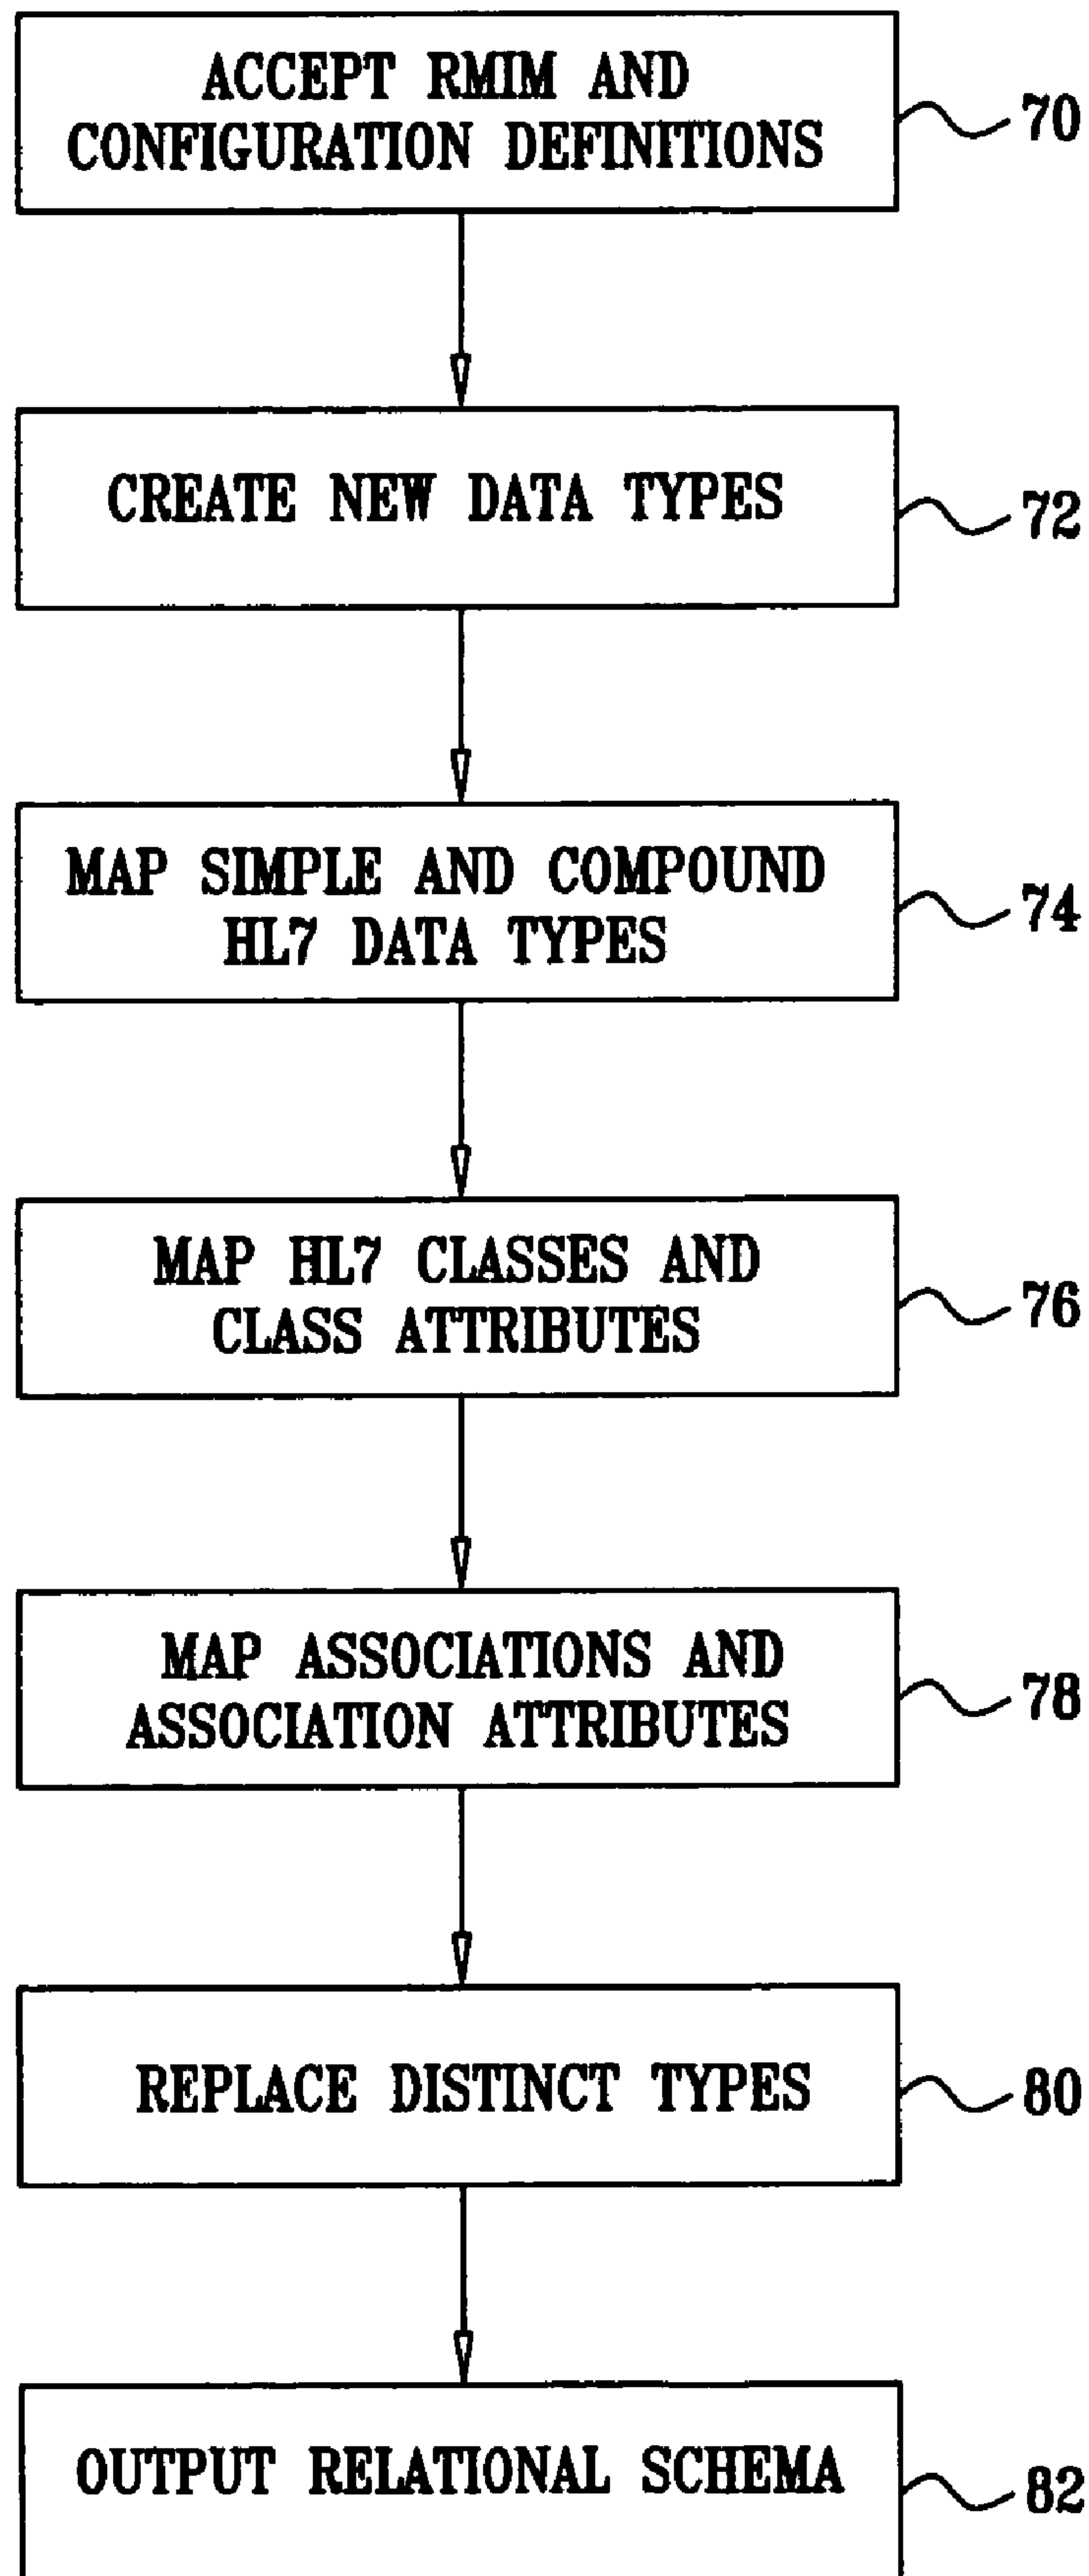 ACCEPT RMIM AND
CONFIGURATION DEFINITIONS
70
CREATE NEW DATA TYPES
72
MAP SIMPLE AND COMPOUND
HL7 DATA TYPES
74
MAP HL7 CLASSES AND
CLASS ATTRIBUTES
76
MAP ASSOCIATIONS AND
ASSOCIATION ATTRIBUTES
78
REPLACE DISTINCT TYPES
80
OUTPUT RELATIONAL SCHEMA
82